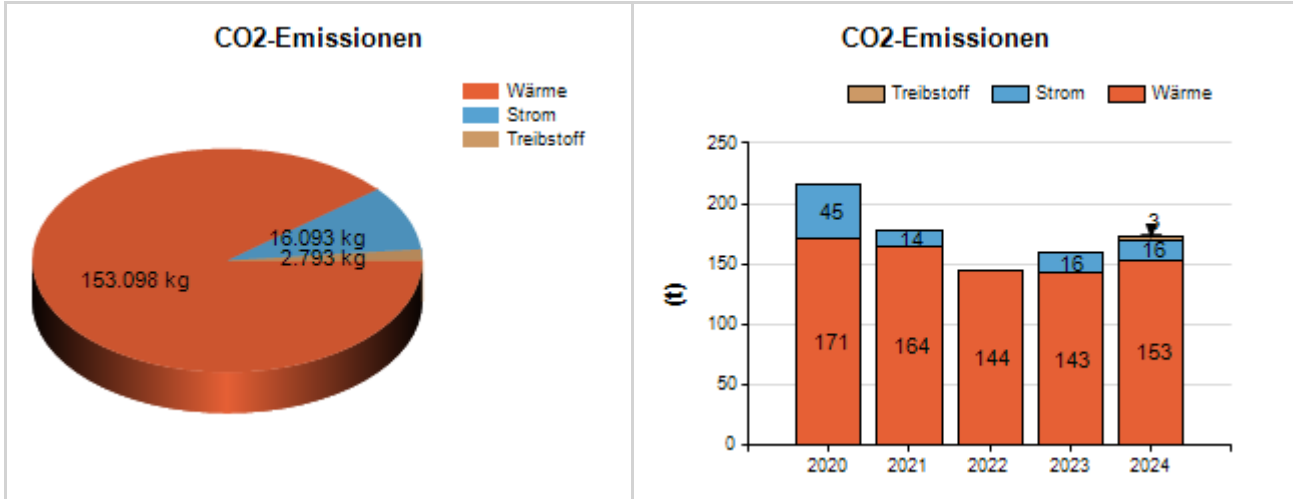 CO2-Emissionen
Wärme
Strom
Treibstoff
16.093 kg
2.793 kg
153.098 kg
CO2-Emissionen
Treibstoff Strom Wärme
(t)
250
200
150
100
50
0
45
171
14
164
144
16
143
3
16
153
2020 2021 2022 2023 2024